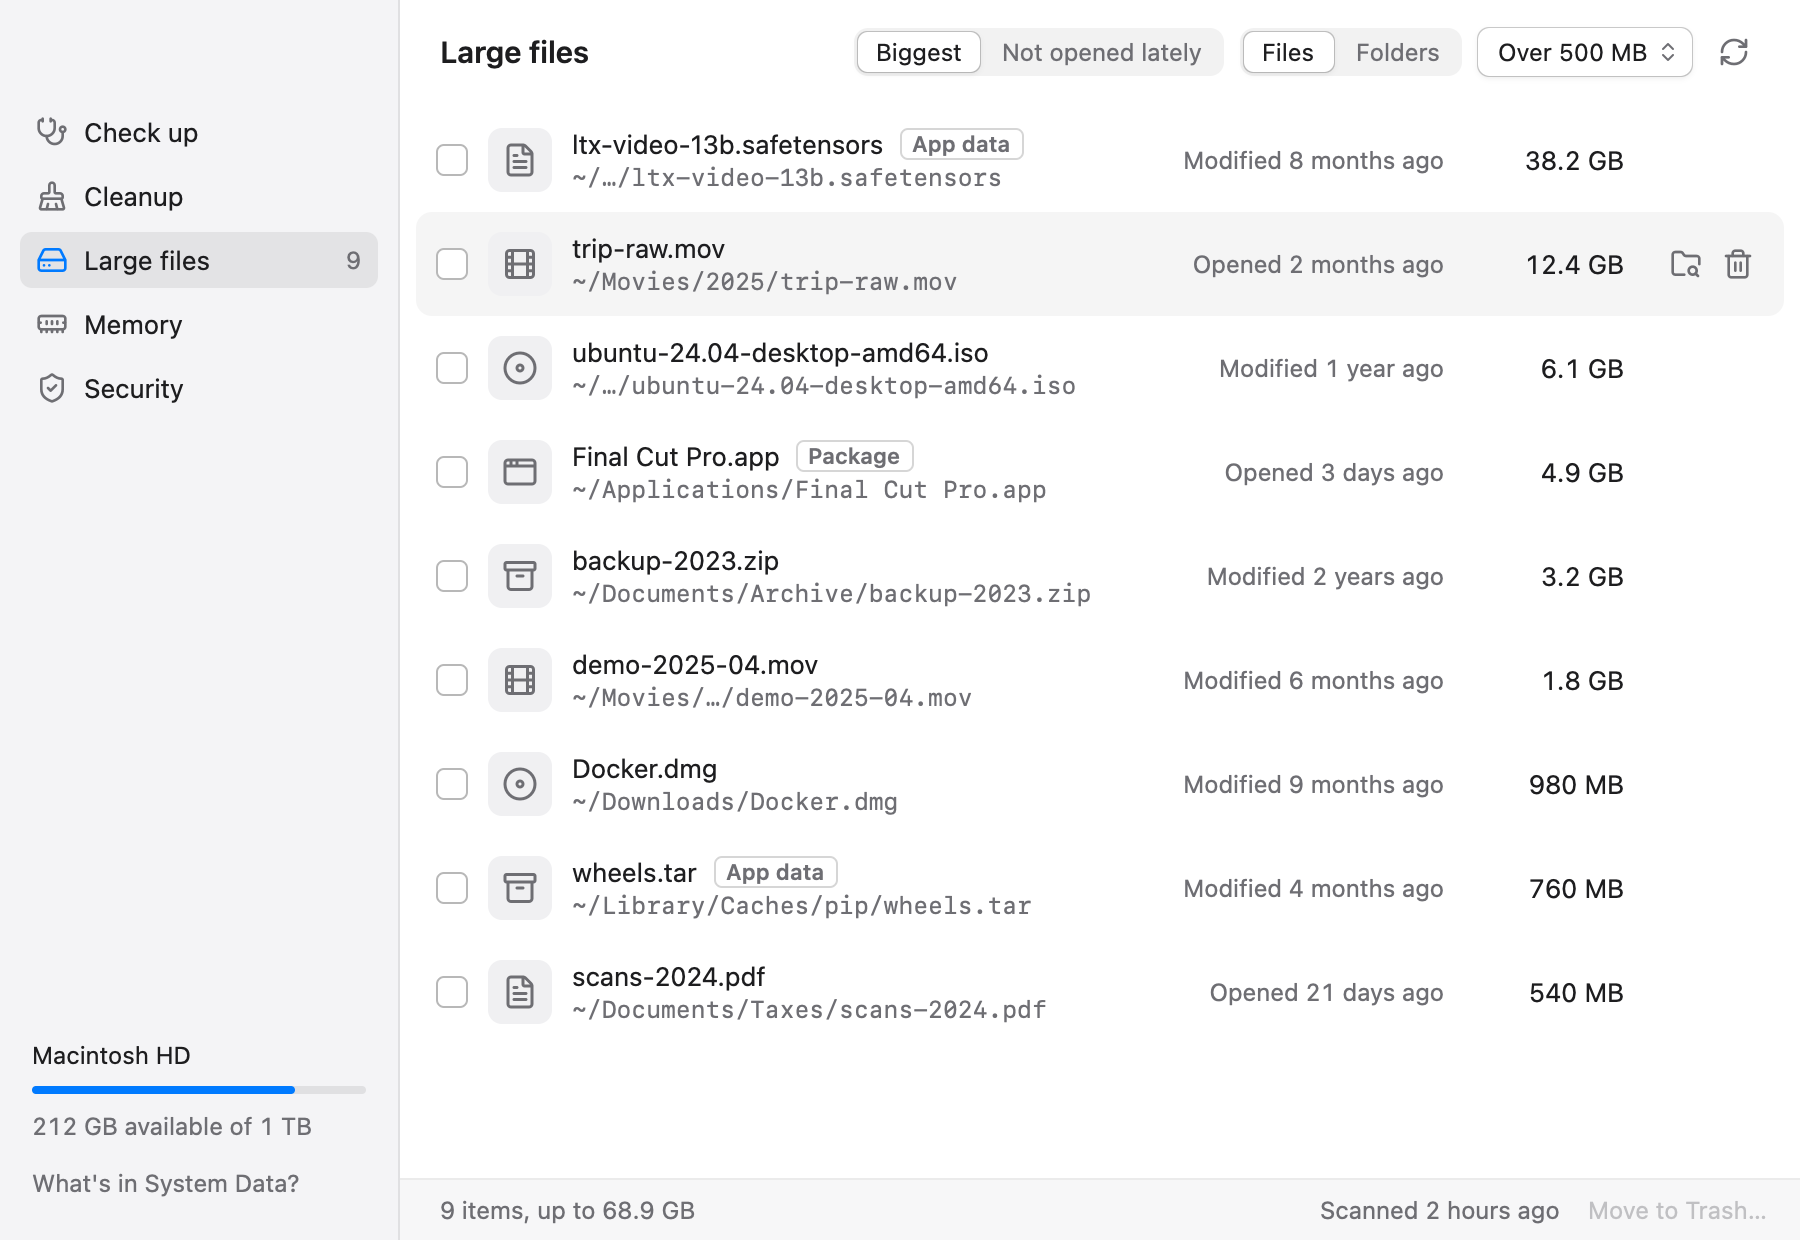 Large files
Biggest
Not opened lately
Files
Folders
Over 500 MB
Check up
Cleanup
Large files 9
Memory
Security
ltx-video-13b.safetensors App data
~/…/ltx-video-13b.safetensors
Modified 8 months ago
38.2 GB
trip-raw.mov
~/Movies/2025/trip-raw.mov
Opened 2 months ago
12.4 GB
ubuntu-24.04-desktop-amd64.iso
~/…/ubuntu-24.04-desktop-amd64.iso
Modified 1 year ago
6.1 GB
Final Cut Pro.app Package
~/Applications/Final Cut Pro.app
Opened 3 days ago
4.9 GB
backup-2023.zip
~/Documents/Archive/backup-2023.zip
Modified 2 years ago
3.2 GB
demo-2025-04.mov
~/Movies/…/demo-2025-04.mov
Modified 6 months ago
1.8 GB
Docker.dmg
~/Downloads/Docker.dmg
Modified 9 months ago
980 MB
wheels.tar App data
~/Library/Caches/pip/wheels.tar
Modified 4 months ago
760 MB
scans-2024.pdf
~/Documents/Taxes/scans-2024.pdf
Opened 21 days ago
540 MB
Macintosh HD
212 GB available of 1 TB
What's in System Data?
9 items, up to 68.9 GB
Scanned 2 hours ago
Move to Trash...